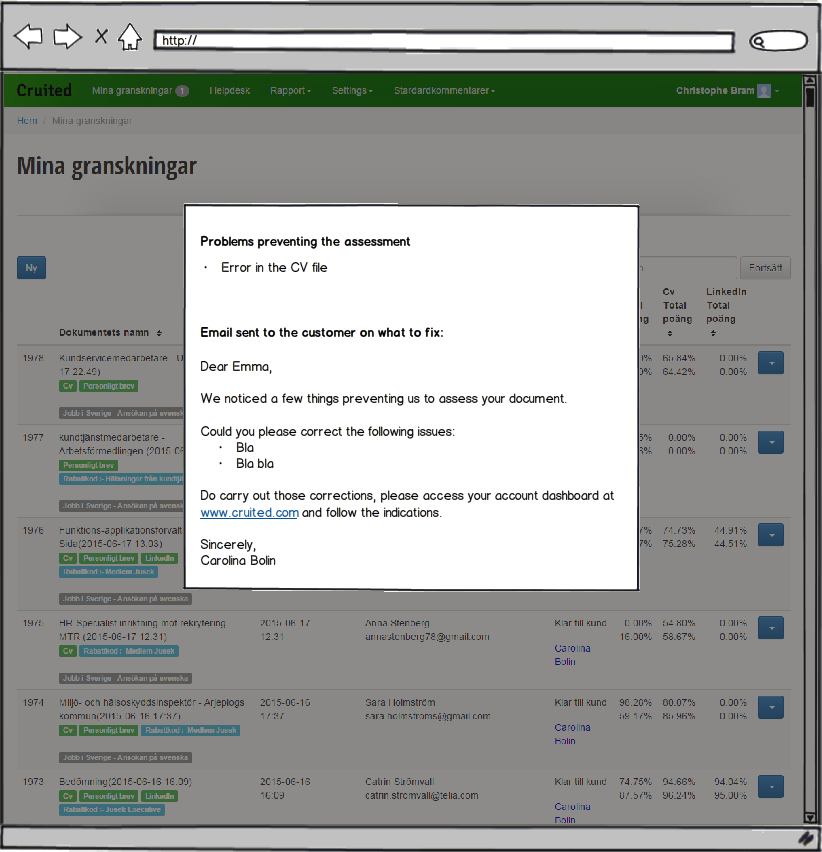 http://
Cruited Mina granskningar 1 Helpdesk Rapport Settings Standardkommentarer Christophe Bram
Hem / Mina granskningar
Mina granskningar
Problems preventing the assessment
· Error in the CV file
Ny
Fortsätt
Cv Total poäng
LinkedIn Total poäng
Dokumentets namn
Email sent to the customer on what to fix:
Dear Emma,
We noticed a few things preventing us to assess your document.
Could you please correct the following issues:
· Bla
· Bla bla
Do carry out those corrections, please access your account dashboard at
www.cruited.com and follow the indications.
Sincerely,
Carolina Bolin
1978 Kundservicemedarbetare - U 65.84% 0.00%
17 22.49) 64.42% 0.00%
Cv Personligt brev
Jobb i Sverige - Ansökan på svensk
1977 kundtjänstmedarbetare - 0.00% 0.00%
Arbetsförmedlingen (2015-06 0.00% 0.00%
Personligt brev
Rabattkod :- Hälsningar från kundtjä
Jobb i Sverige - Ansökan på svensk
1976 Funktions-applikationsförvalt 74.73% 44.91%
Sida(2015-06-17 13.03) 75.28% 44.51%
Cv Personligt brev LinkedIn
Rabattkod :- Medlem Jusek
Jobb i Sverige - Ansökan på svenska
1975 HR Specialist inriktning mot rekrytering 2015-06-17 Anna Stenberg Klar till kund 0.00% 54.80% 0.00%
MTR (2015-06-17 12.31) 12:31 annastenberg78@gmail.com 16.00% 58.67% 0.00%
Cv Rabattkod : Medlem Jusek Carolina
Bolin
Jobb i Sverige - Ansökan på svenska
1974 Miljö- och hälsoskyddsinspektör - Arjeplogs 2015-06-16 Sara Holmström Klar till kund 98.28% 80.07% 0.00%
kommun(2015-06-16 17:37) 17:37 sara.holmstroms@gmail.com 59.17% 85.96% 0.00%
Cv Personligt brev Rabattkod : Medlem Jusek Carolina
Bolin
Jobb i Sverige - Ansökan på svenska
1973 Bedömning(2015-06-16 16.09) 2015-06-16 Catrin Strömvall Klar till kund 74.75% 94.66% 94.04%
16:09 catrin.stromvall@telia.com 87.57% 96.24% 95.00%
Cv Personligt brev LinkedIn
Rabattkod :- Jusek Executive Carolina
Bolin